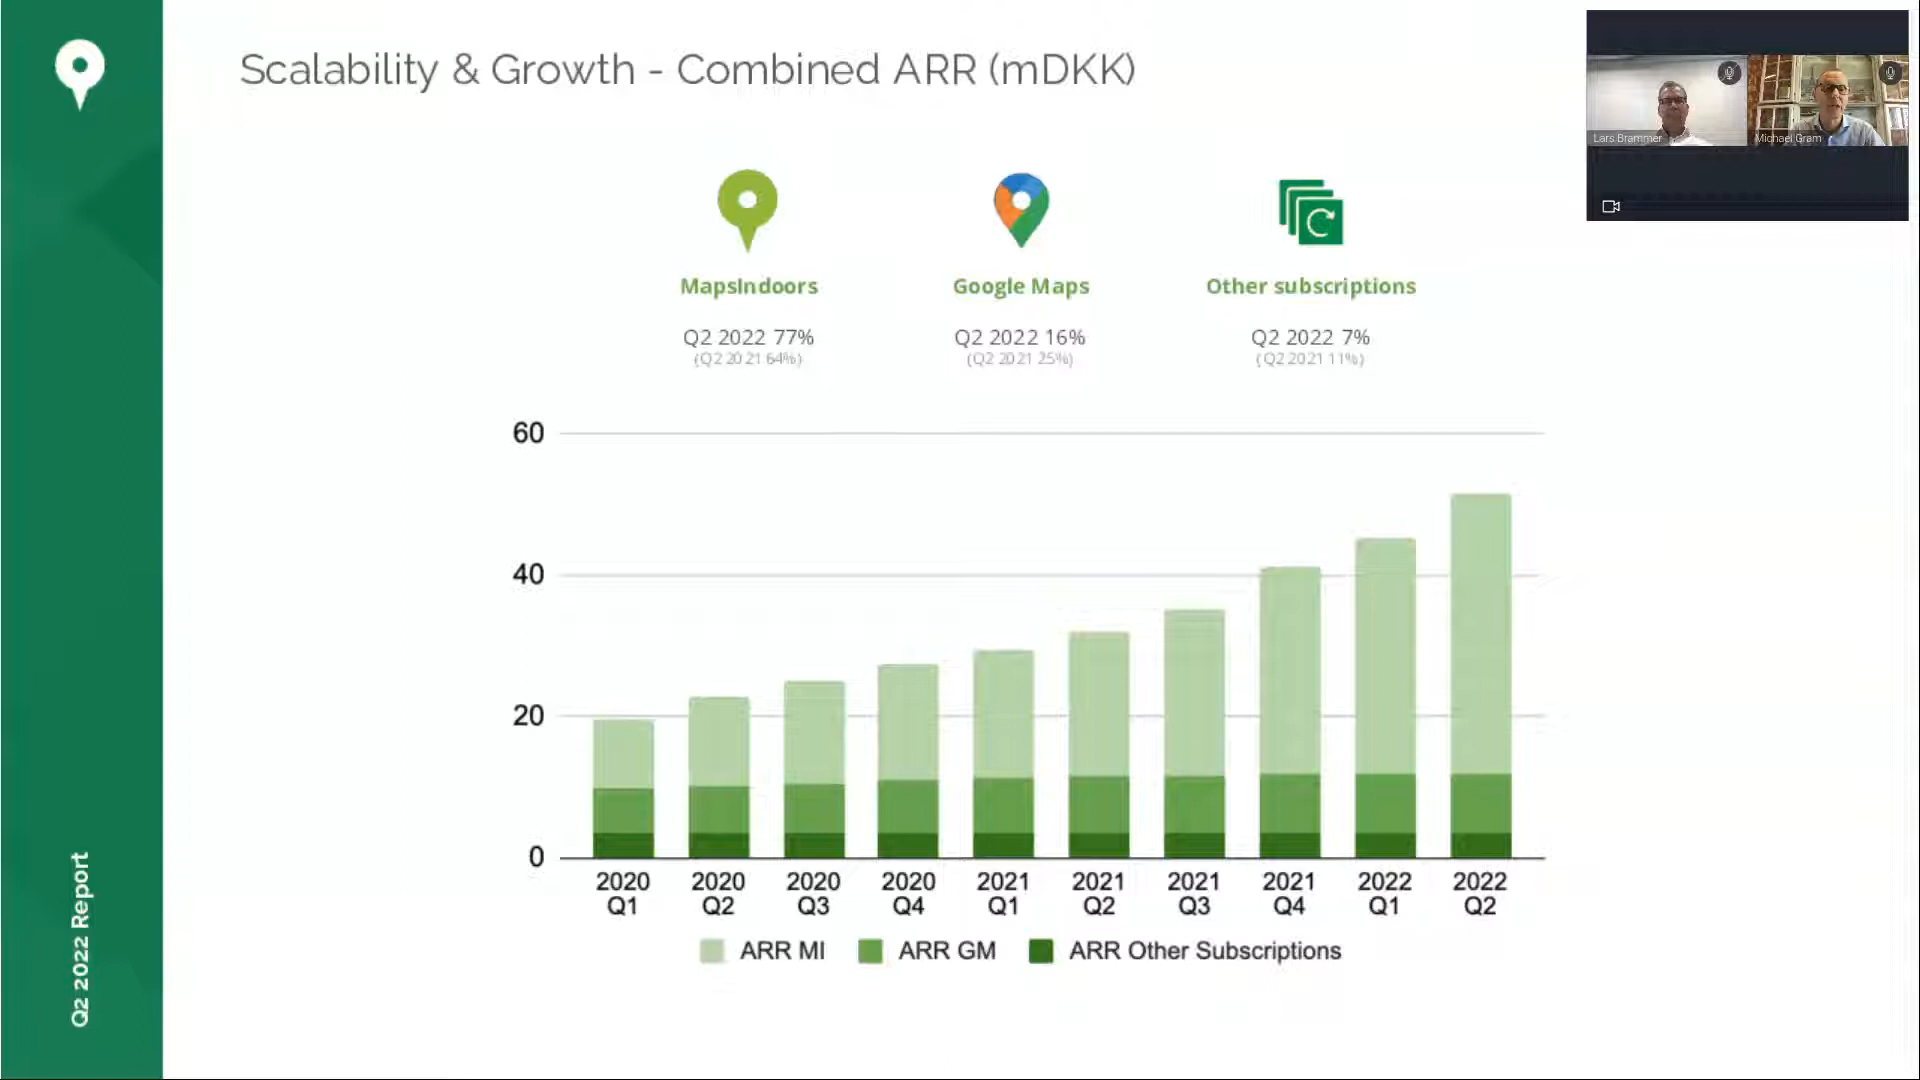 Scalability & Growth - Combined ARR (mDKK)
Lars Brammer
Michael Gram
MapsIndoors
Google Maps
Other subscriptions
Q2 2022 77%
Q2 2022 16%
Q2 2022 7%
(Q2 2021 64%)
(Q2 2021 25%)
(Q2 2021 11%)
60
40
20
0
2020 Q1
2020 Q2
2020 Q3
2020 Q4
2021 Q1
2021 Q2
2021 Q3
2021 Q4
2022 Q1
2022 Q2
ARR MI
ARR GM
ARR Other Subscriptions
Q2 2022 Report